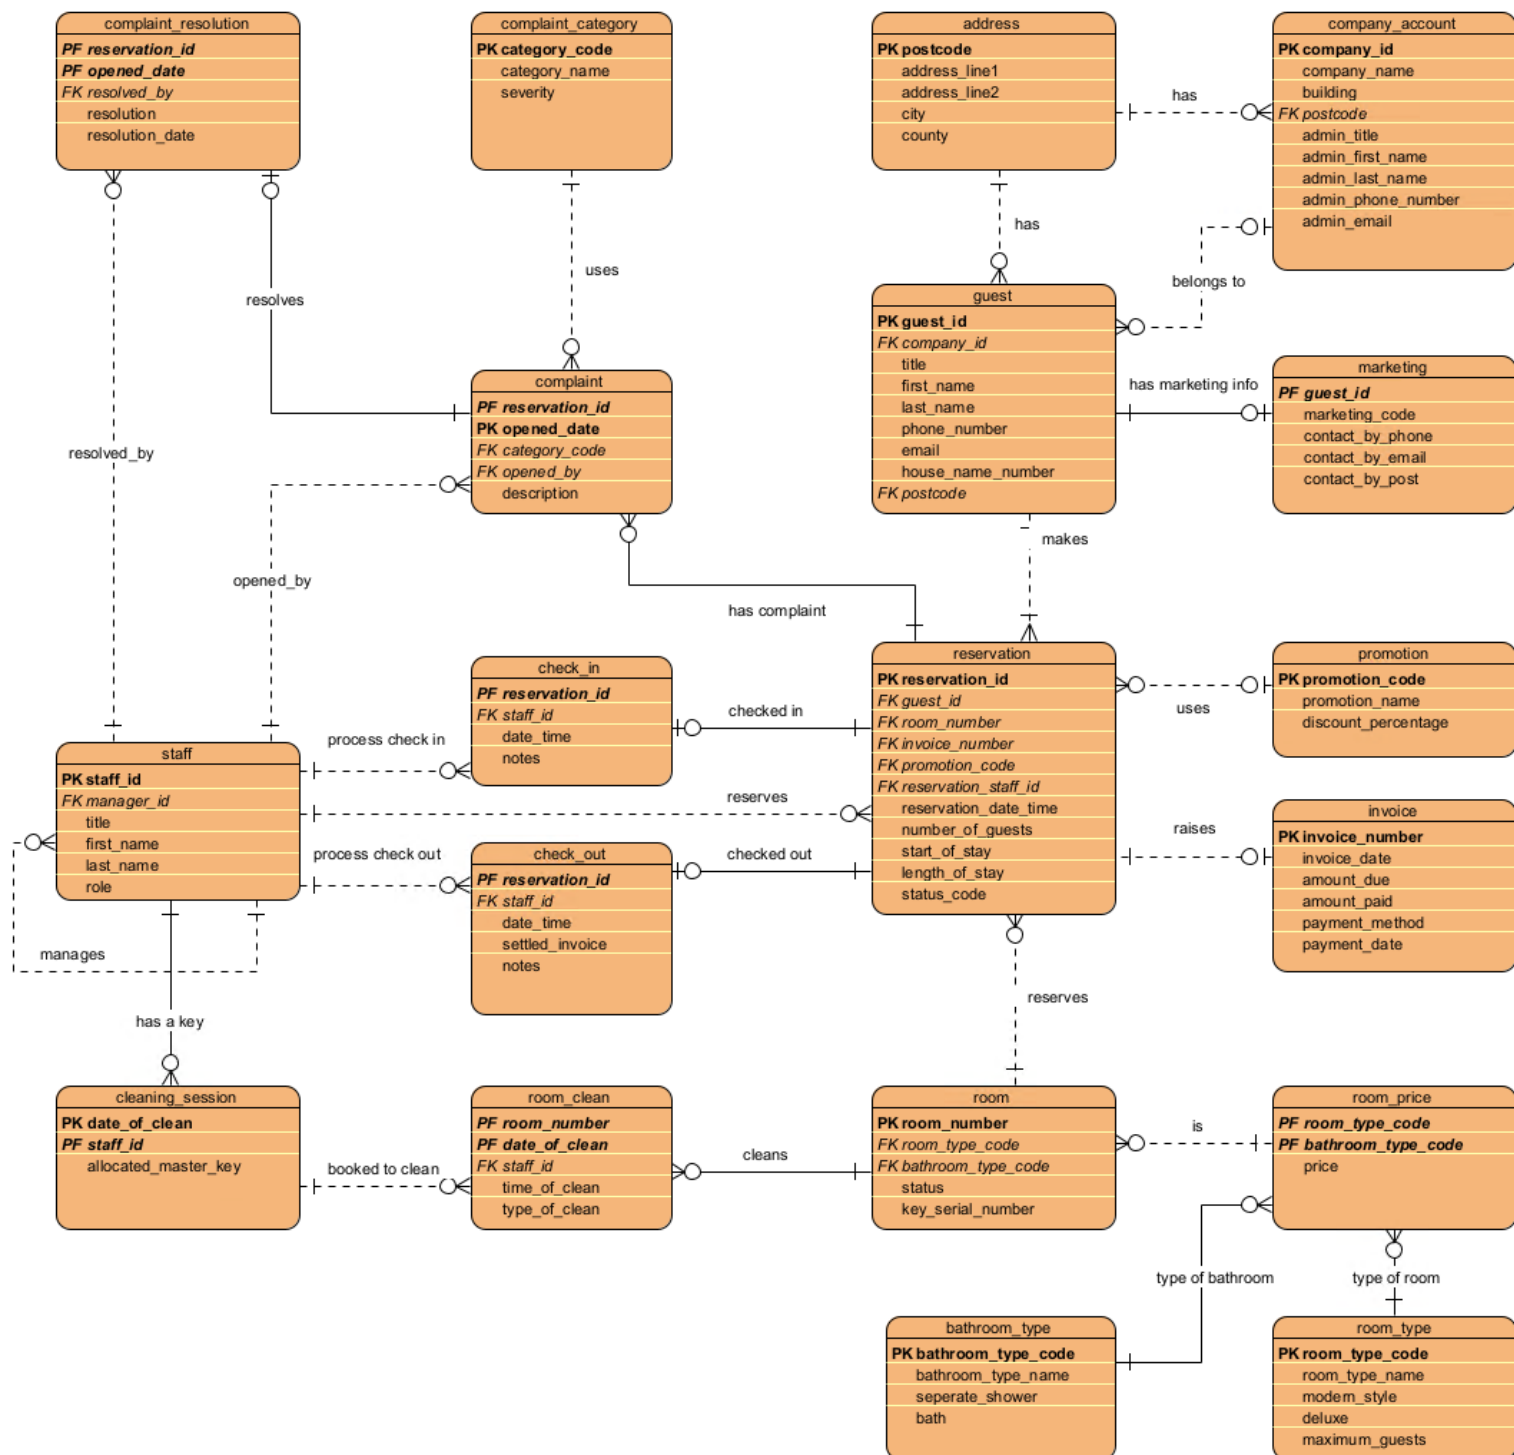 complaint_resolution
PF reservation_id
PF opened_date
FK resolved_by
resolution
resolution_date
complaint_category
PK category_code
category_name
severity
address
PK postcode
address_line1
address_line2
city
county
company_account
PK company_id
company_name
building
FK postcode
admin_title
admin_first_name
admin_last_name
admin_phone_number
admin_email
has
has
uses
resolves
belongs to
guest
PK guest_id
FK company_id
title
first_name
last_name
phone_number
email
house_name_number
FK postcode
has marketing info
marketing
PF guest_id
marketing_code
contact_by_phone
contact_by_email
contact_by_post
complaint
PF reservation_id
PK opened_date
FK category_code
FK opened_by
description
resolved_by
opened_by
has complaint
makes
check_in
PF reservation_id
FK staff_id
date_time
notes
checked in
reservation
PK reservation_id
FK guest_id
FK room_number
FK invoice_number
FK promotion_code
FK reservation_staff_id
reservation_date_time
number_of_guests
start_of_stay
length_of_stay
status_code
uses
promotion
PK promotion_code
promotion_name
discount_percentage
staff
PK staff_id
FK manager_id
title
first_name
last_name
role
process check in
reserves
process check out
manages
check_out
PF reservation_id
FK staff_id
date_time
settled_invoice
notes
checked out
raises
invoice
PK invoice_number
invoice_date
amount_due
amount_paid
payment_method
payment_date
has a key
reserves
cleaning_session
PK date_of_clean
PF staff_id
allocated_master_key
booked to clean
room_clean
PF room_number
PF date_of_clean
FK staff_id
time_of_clean
type_of_clean
cleans
room
PK room_number
FK room_type_code
FK bathroom_type_code
status
key_serial_number
is
room_price
PF room_type_code
PF bathroom_type_code
price
type of bathroom
type of room
bathroom_type
PK bathroom_type_code
bathroom_type_name
seperate_shower
bath
room_type
PK room_type_code
room_type_name
modern_style
deluxe
maximum_guests